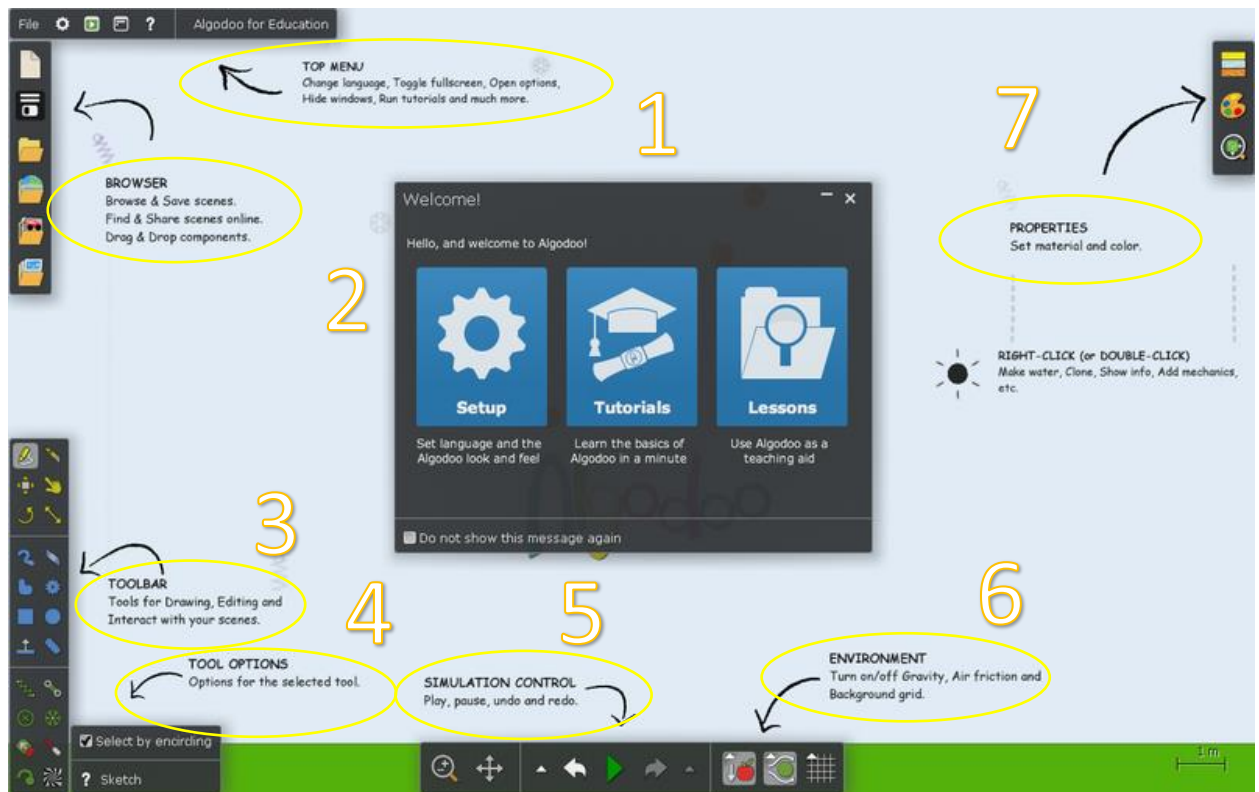 File ? Algodoo for Education
TOP MENU
Change language, Toggle fullscreen, Open options,
Hide windows, Run tutorials and much more.
1
7
BROWSER
Browse & Save scenes.
Find & Share scenes online.
Drag & Drop components.
2
Welcome!
Hello, and welcome to Algodoo!
Setup
Set language and the
Algodoo look and feel
Tutorials
Learn the basics of
Algodoo in a minute
Lessons
Use Algodoo as a
teaching aid
Algodoo
Do not show this message again
PROPERTIES
Set material and color.
RIGHT-CLICK (or DOUBLE-CLICK)
Make water, Clone, Show info, Add mechanics,
etc.
3
TOOLBAR
Tools for Drawing, Editing and
Interact with your scenes.
4
TOOL OPTIONS
Options for the selected tool.
5
SIMULATION CONTROL
Play, pause, undo and redo.
6
ENVIRONMENT
Turn on/off Gravity, Air friction and
Background grid.
Select by encircling
? Sketch
1 m